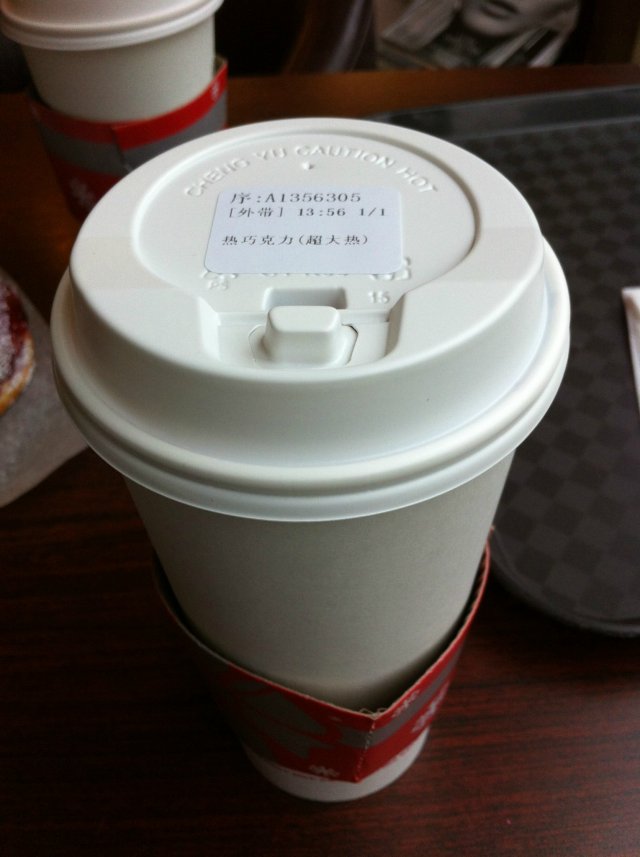 CHENG YU CAUTION HOT
序:A1356305
[外带] 13:56 1/1
热巧克力(超大热)
15